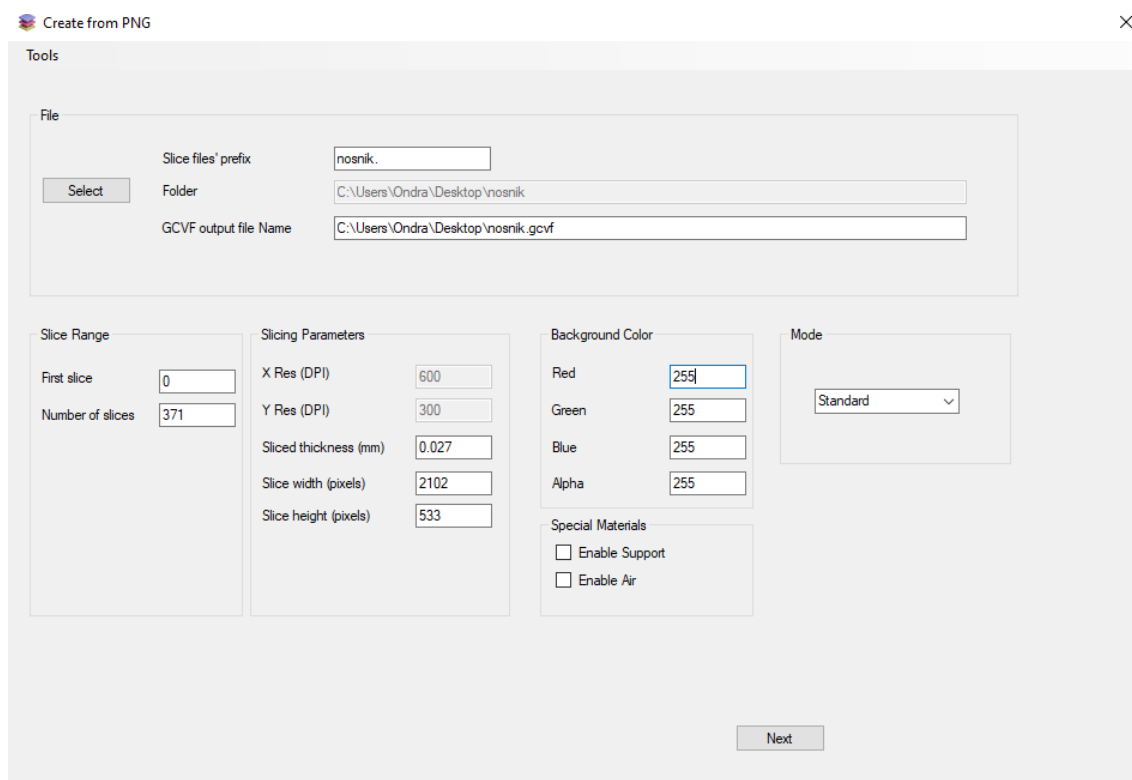 Create from PNG
Tools
File
Slice files' prefix
nosnik.
Select
Folder
C:\Users\Ondra\Desktop\nosnik
GCVF output file Name
C:\Users\Ondra\Desktop\nosnik.gcvf
Slice Range
First slice
0
Number of slices
371
Slicing Parameters
X Res (DPI)
600
Y Res (DPI)
300
Sliced thickness (mm)
0.027
Slice width (pixels)
2102
Slice height (pixels)
533
Background Color
Red
255
Green
255
Blue
255
Alpha
255
Special Materials
Enable Support
Enable Air
Mode
Standard
Next